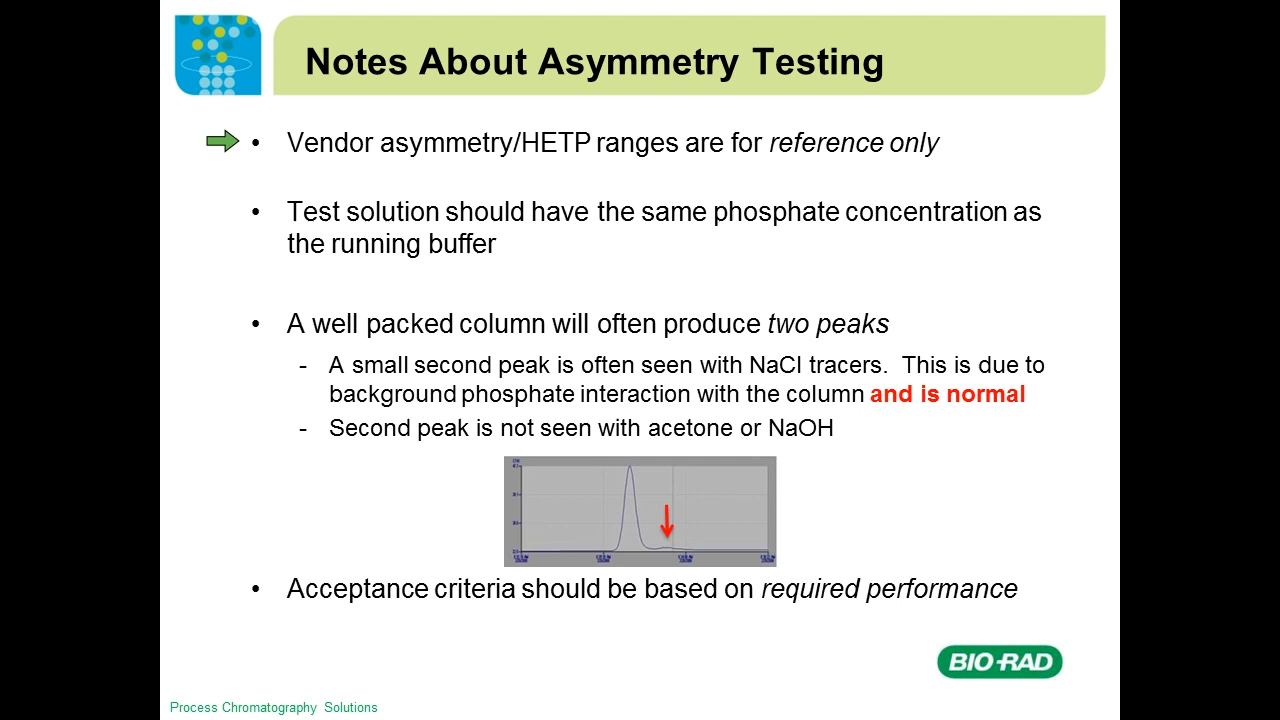 Notes About Asymmetry Testing
• Vendor asymmetry/HETP ranges are for reference only
• Test solution should have the same phosphate concentration as
the running buffer
• A well packed column will often produce two peaks
- A small second peak is often seen with NaCl tracers. This is due to
background phosphate interaction with the column and is normal
- Second peak is not seen with acetone or NaOH
• Acceptance criteria should be based on required performance
BIO-RAD
Process Chromatography Solutions